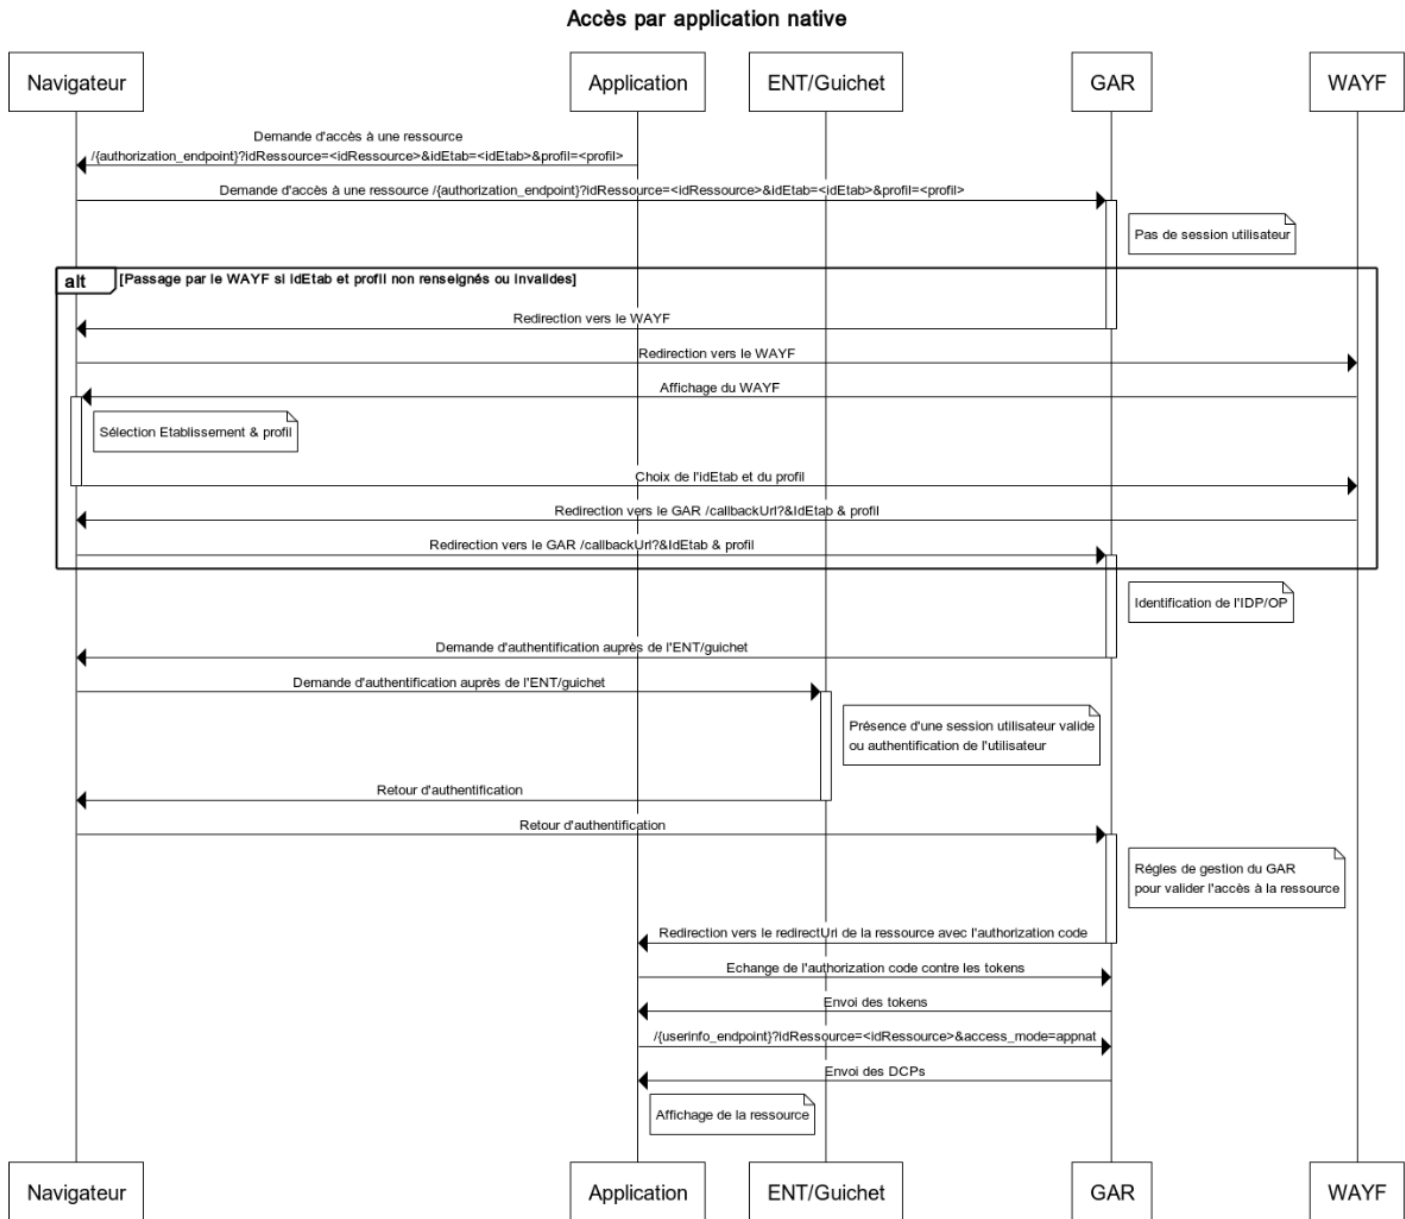 Accès par application native
Navigateur
Application
ENT/Guichet
GAR
WAYF
Demande d'accès à une ressource
/{authorization_endpoint}?idRessource=<idRessource>&idEtab=<idEtab>&profil=<profil>
Demande d'accès à une ressource /{authorization_endpoint}?idRessource=<idRessource>&idEtab=<idEtab>&profil=<profil>
Pas de session utilisateur
alt
[Passage par le WAYF si idEtab et profil non renseignés ou invalides]
Redirection vers le WAYF
Redirection vers le WAYF
Affichage du WAYF
Sélection Etablissement & profil
Choix de l'idEtab et du profil
Redirection vers le GAR /callbackUrl?&IdEtab & profil
Redirection vers le GAR /callbackUrl?&IdEtab & profil
Identification de l'IDP/OP
Demande d'authentification auprès de l'ENT/guichet
Demande d'authentification auprès de l'ENT/guichet
Présence d'une session utilisateur valide
ou authentification de l'utilisateur
Retour d'authentification
Retour d'authentification
Régles de gestion du GAR
pour valider l'accès à la ressource
Redirection vers le redirectUri de la ressource avec l'authorization code
Echange de l'authorization code contre les tokens
Envoi des tokens
/{userinfo_endpoint}?idRessource=<idRessource>&access_mode=appnat
Envoi des DCPs
Affichage de la ressource
Navigateur
Application
ENT/Guichet
GAR
WAYF